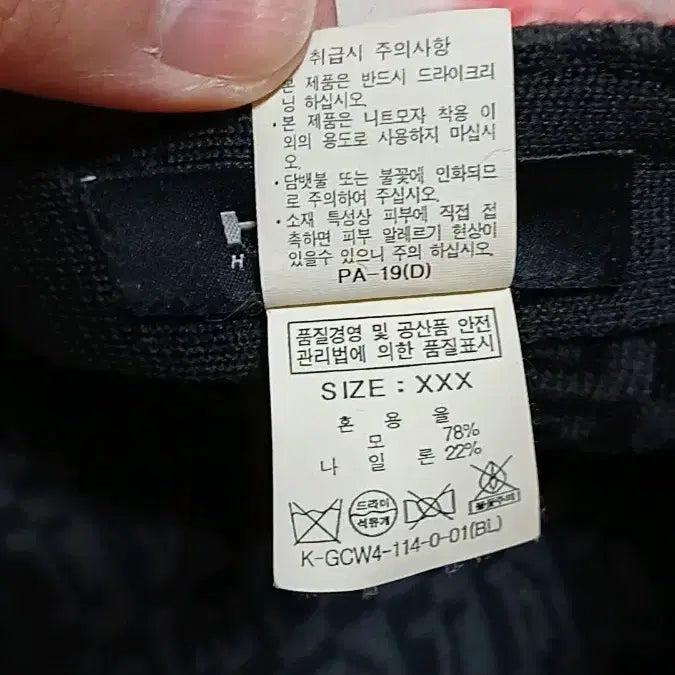 취급시 주의사항
본 제품은 반드시 드라이크리
닝 하십시오.
·본 제품은 니트모자 착용 이
외의 용도로 사용하지 마십시
오.
·담뱃불 또는 불꽃에 인화되므
로 주의하여 주십시오.
·소재 특성상 피부에 직접 접
촉하면 피부 알레르기 현상이
있을수 있으니 주의 하십시오.
PA-19(D)
H
품질경영 및 공산품 안전
관리법에 의한 품질표시
SIZE : XXX
혼 용 율
모 78%
나 일 론 22%
드라이
석유계
불꽃주의
K-GCW4-114-0-01(BL)